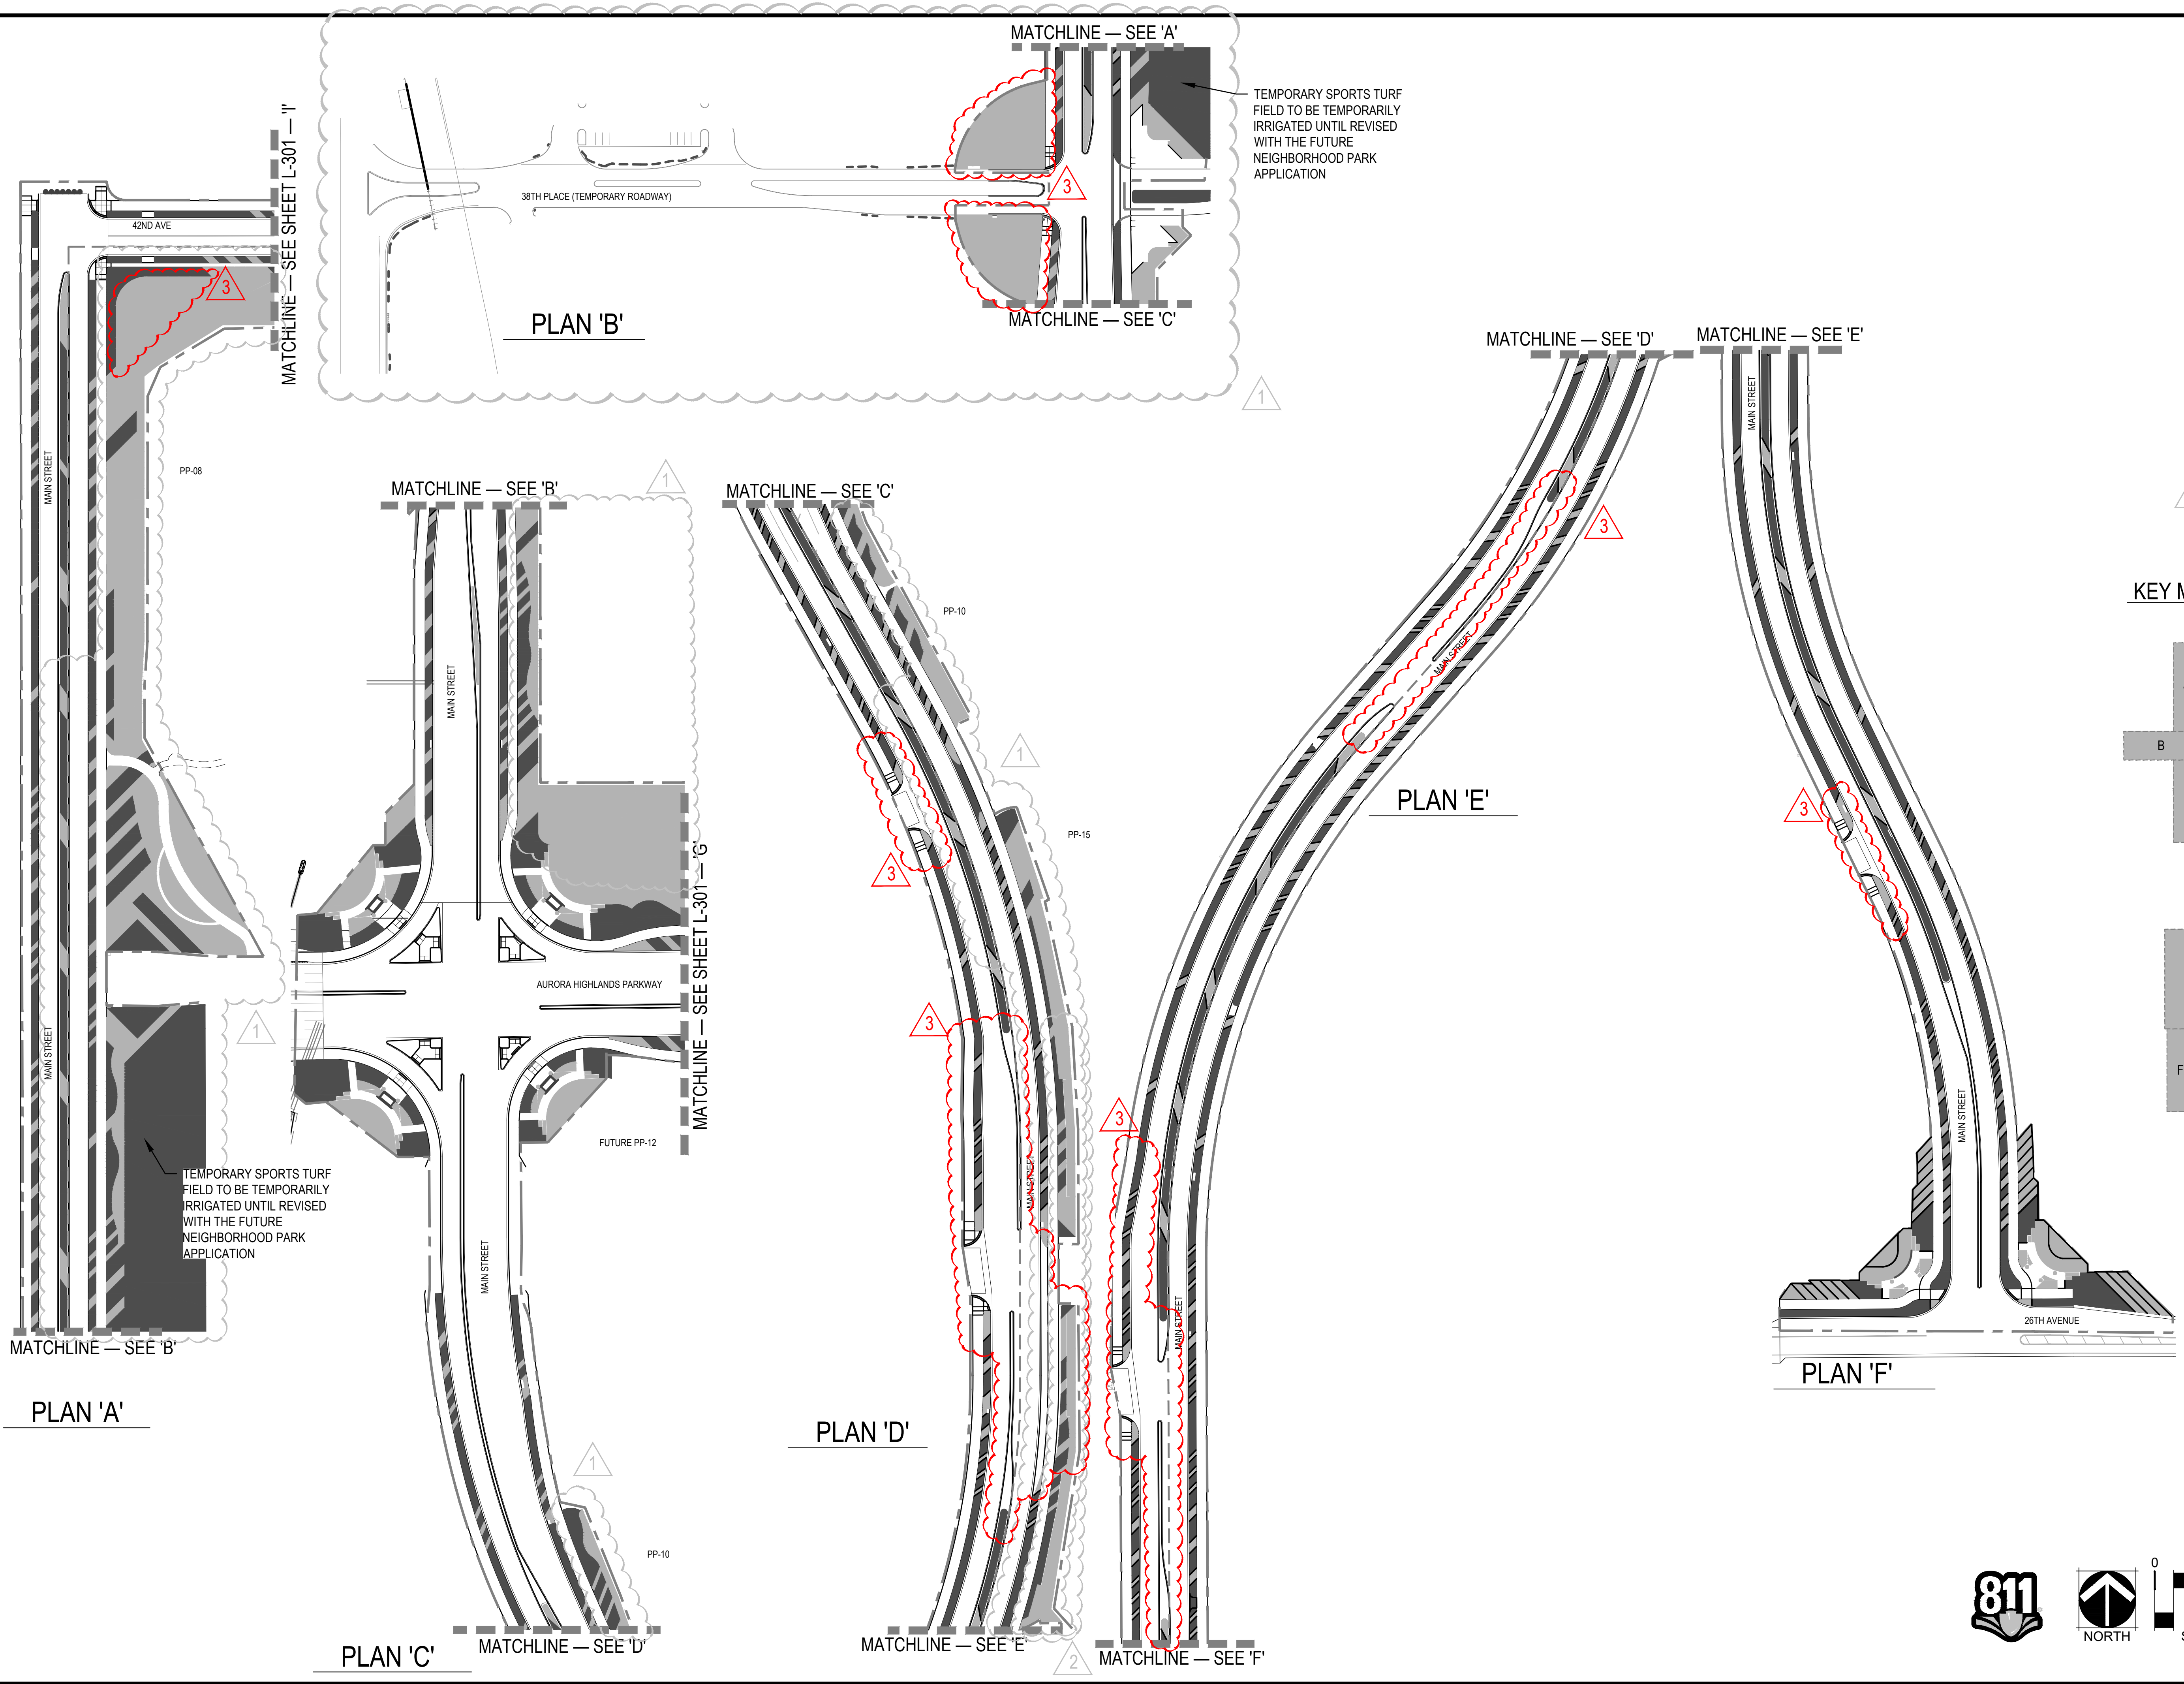 MATCHLINE — SEE 'A'
TEMPORARY SPORTS TURF
FIELD TO BE TEMPORARILY
IRRIGATED UNTIL REVISED
WITH THE FUTURE
NEIGHBORHOOD PARK
APPLICATION
38TH PLACE (TEMPORARY ROADWAY)
3
PLAN 'B'
MATCHLINE — SEE 'C'
1
MATCHLINE — SEE SHEET L-301 — 'I'
42ND AVE
3
MAIN STREET
PP-08
MAIN STREET
1
TEMPORARY SPORTS TURF
FIELD TO BE TEMPORARILY
IRRIGATED UNTIL REVISED
WITH THE FUTURE
NEIGHBORHOOD PARK
APPLICATION
MATCHLINE — SEE 'B'
PLAN 'A'
MATCHLINE — SEE 'B'
1
MAIN STREET
AURORA HIGHLANDS PARKWAY
MATCHLINE — SEE SHEET L-301 — 'G'
FUTURE PP-12
MAIN STREET
1
PP-10
MATCHLINE — SEE 'D'
PLAN 'C'
MATCHLINE — SEE 'C'
PP-10
1
PP-15
3
3
MAIN STREET
PLAN 'D'
MATCHLINE — SEE 'E'
2
MATCHLINE — SEE 'D'
3
MAIN STREET
PLAN 'E'
3
MAIN STREET
MATCHLINE — SEE 'F'
MATCHLINE — SEE 'E'
MAIN STREET
3
MAIN STREET
26TH AVENUE
PLAN 'F'
KEY
B
F
811
NORTH
0